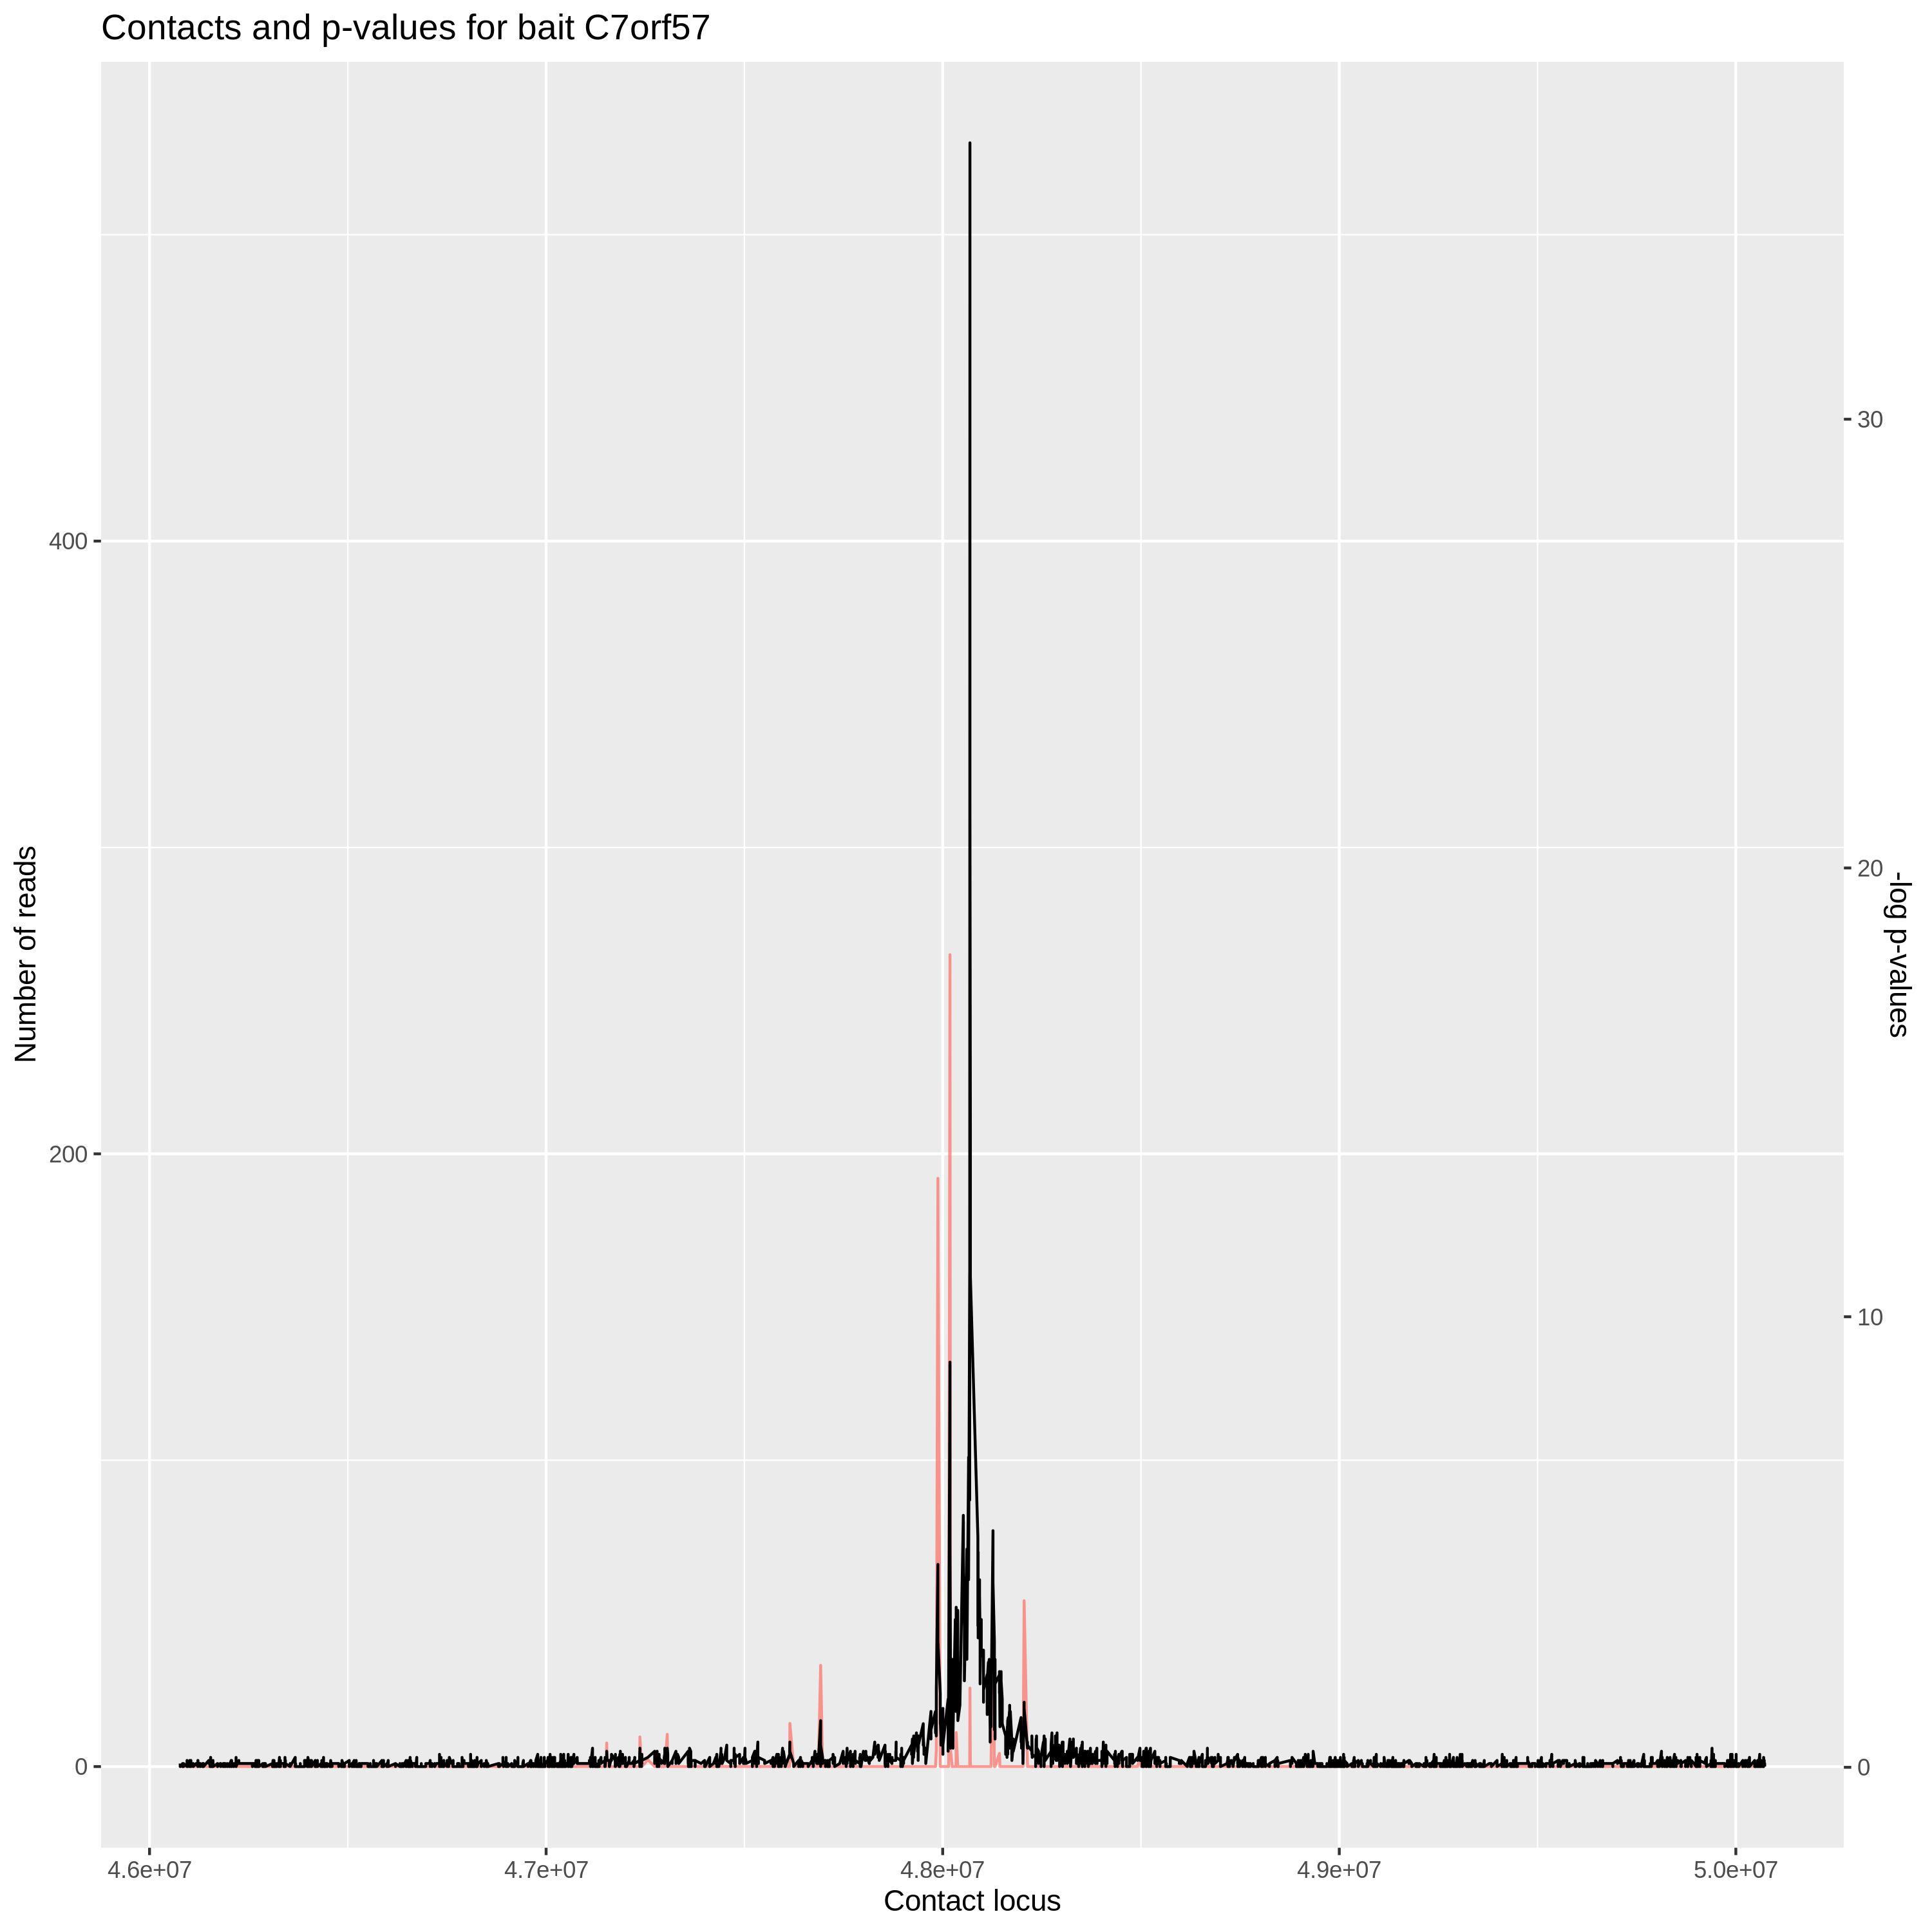 Contacts and p-values for bait C7orf57
Number of reads
400
200
0
30
20
10
0
-log p-values
4.6e+07
4.7e+07
4.8e+07
4.9e+07
5.0e+07
Contact locus